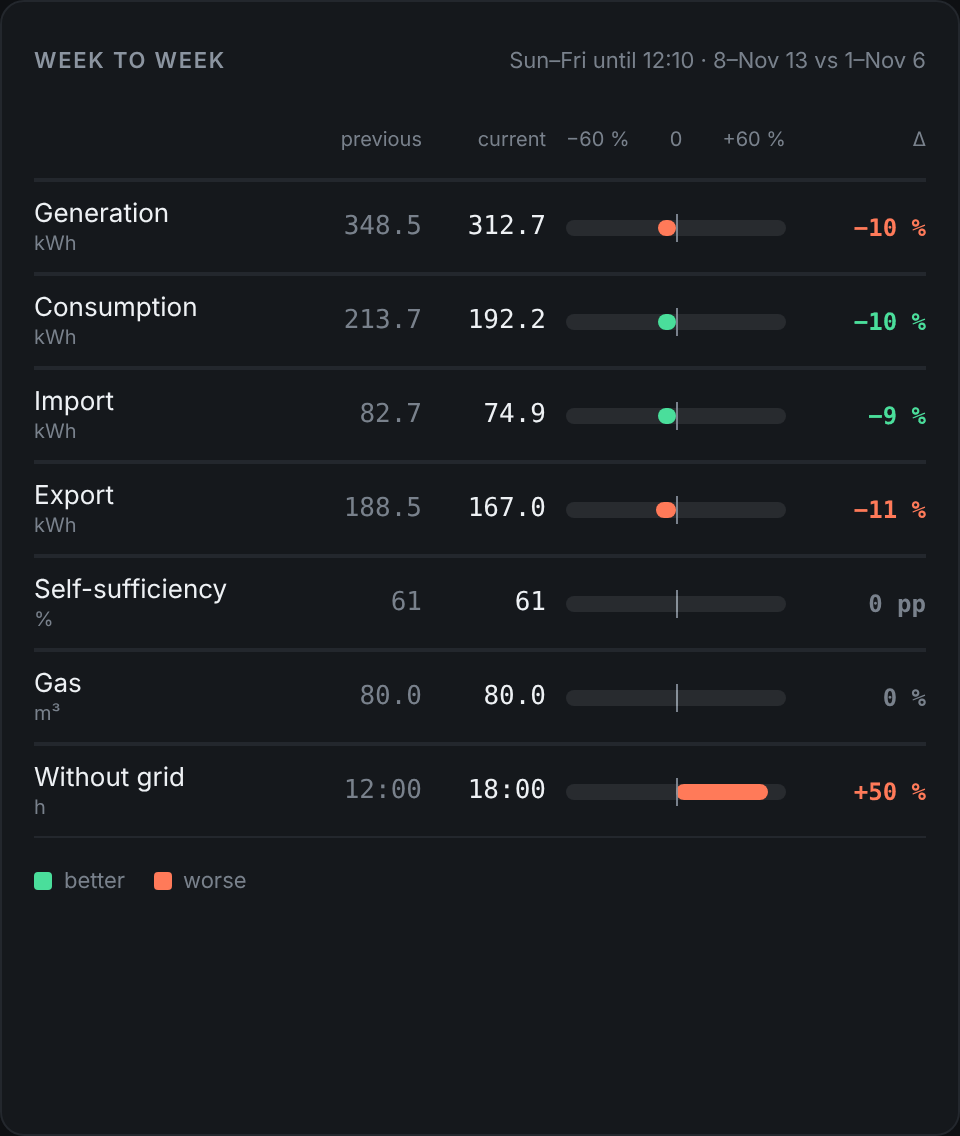 WEEK TO WEEK Sun–Fri until 12:10 · 8–Nov 13 vs 1–Nov 6
previous current −60 % 0 +60 % Δ
Generation 348.5 312.7 −10 %
kWh
Consumption 213.7 192.2 −10 %
kWh
Import 82.7 74.9 −9 %
kWh
Export 188.5 167.0 −11 %
kWh
Self-sufficiency 61 61 0 pp
%
Gas 80.0 80.0 0 %
m³
Without grid 12:00 18:00 +50 %
h
better worse